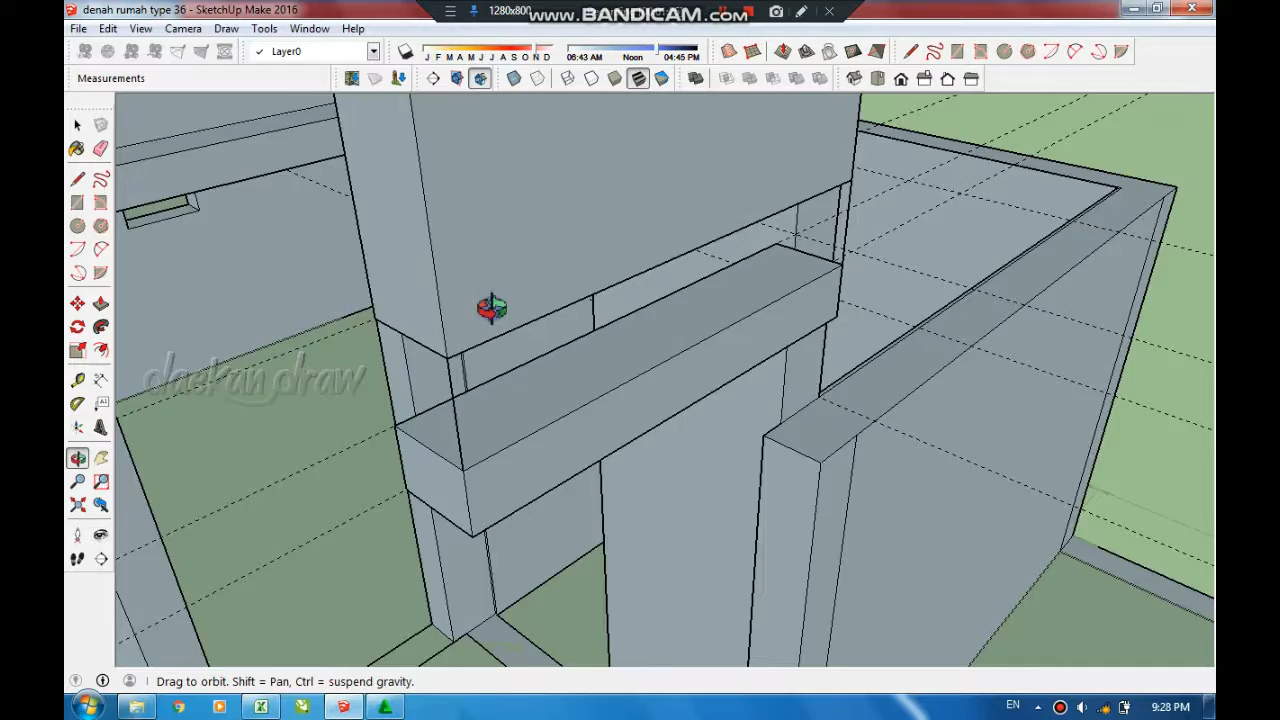 denah rumah type 36 - SketchUp Make 2016
1280x800
www.BANDICAM.com
File Edit View Camera Draw Tools Window Help
Layer0
J F M A M J J A S O N D
06:43 AM Noon 04:45 PM
Measurements
daskan draw
Drag to orbit. Shift = Pan, Ctrl = suspend gravity.
EN
9:28 PM